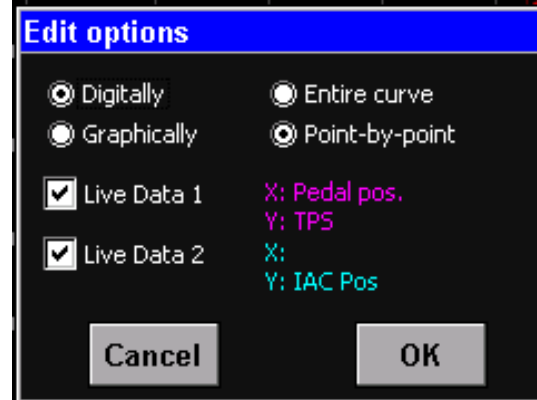 Edit options
Digitally
Entire curve
Graphically
Point-by-point
Live Data 1
X: Pedal pos.
Y: TPS
Live Data 2
X:
Y: IAC Pos
Cancel
OK